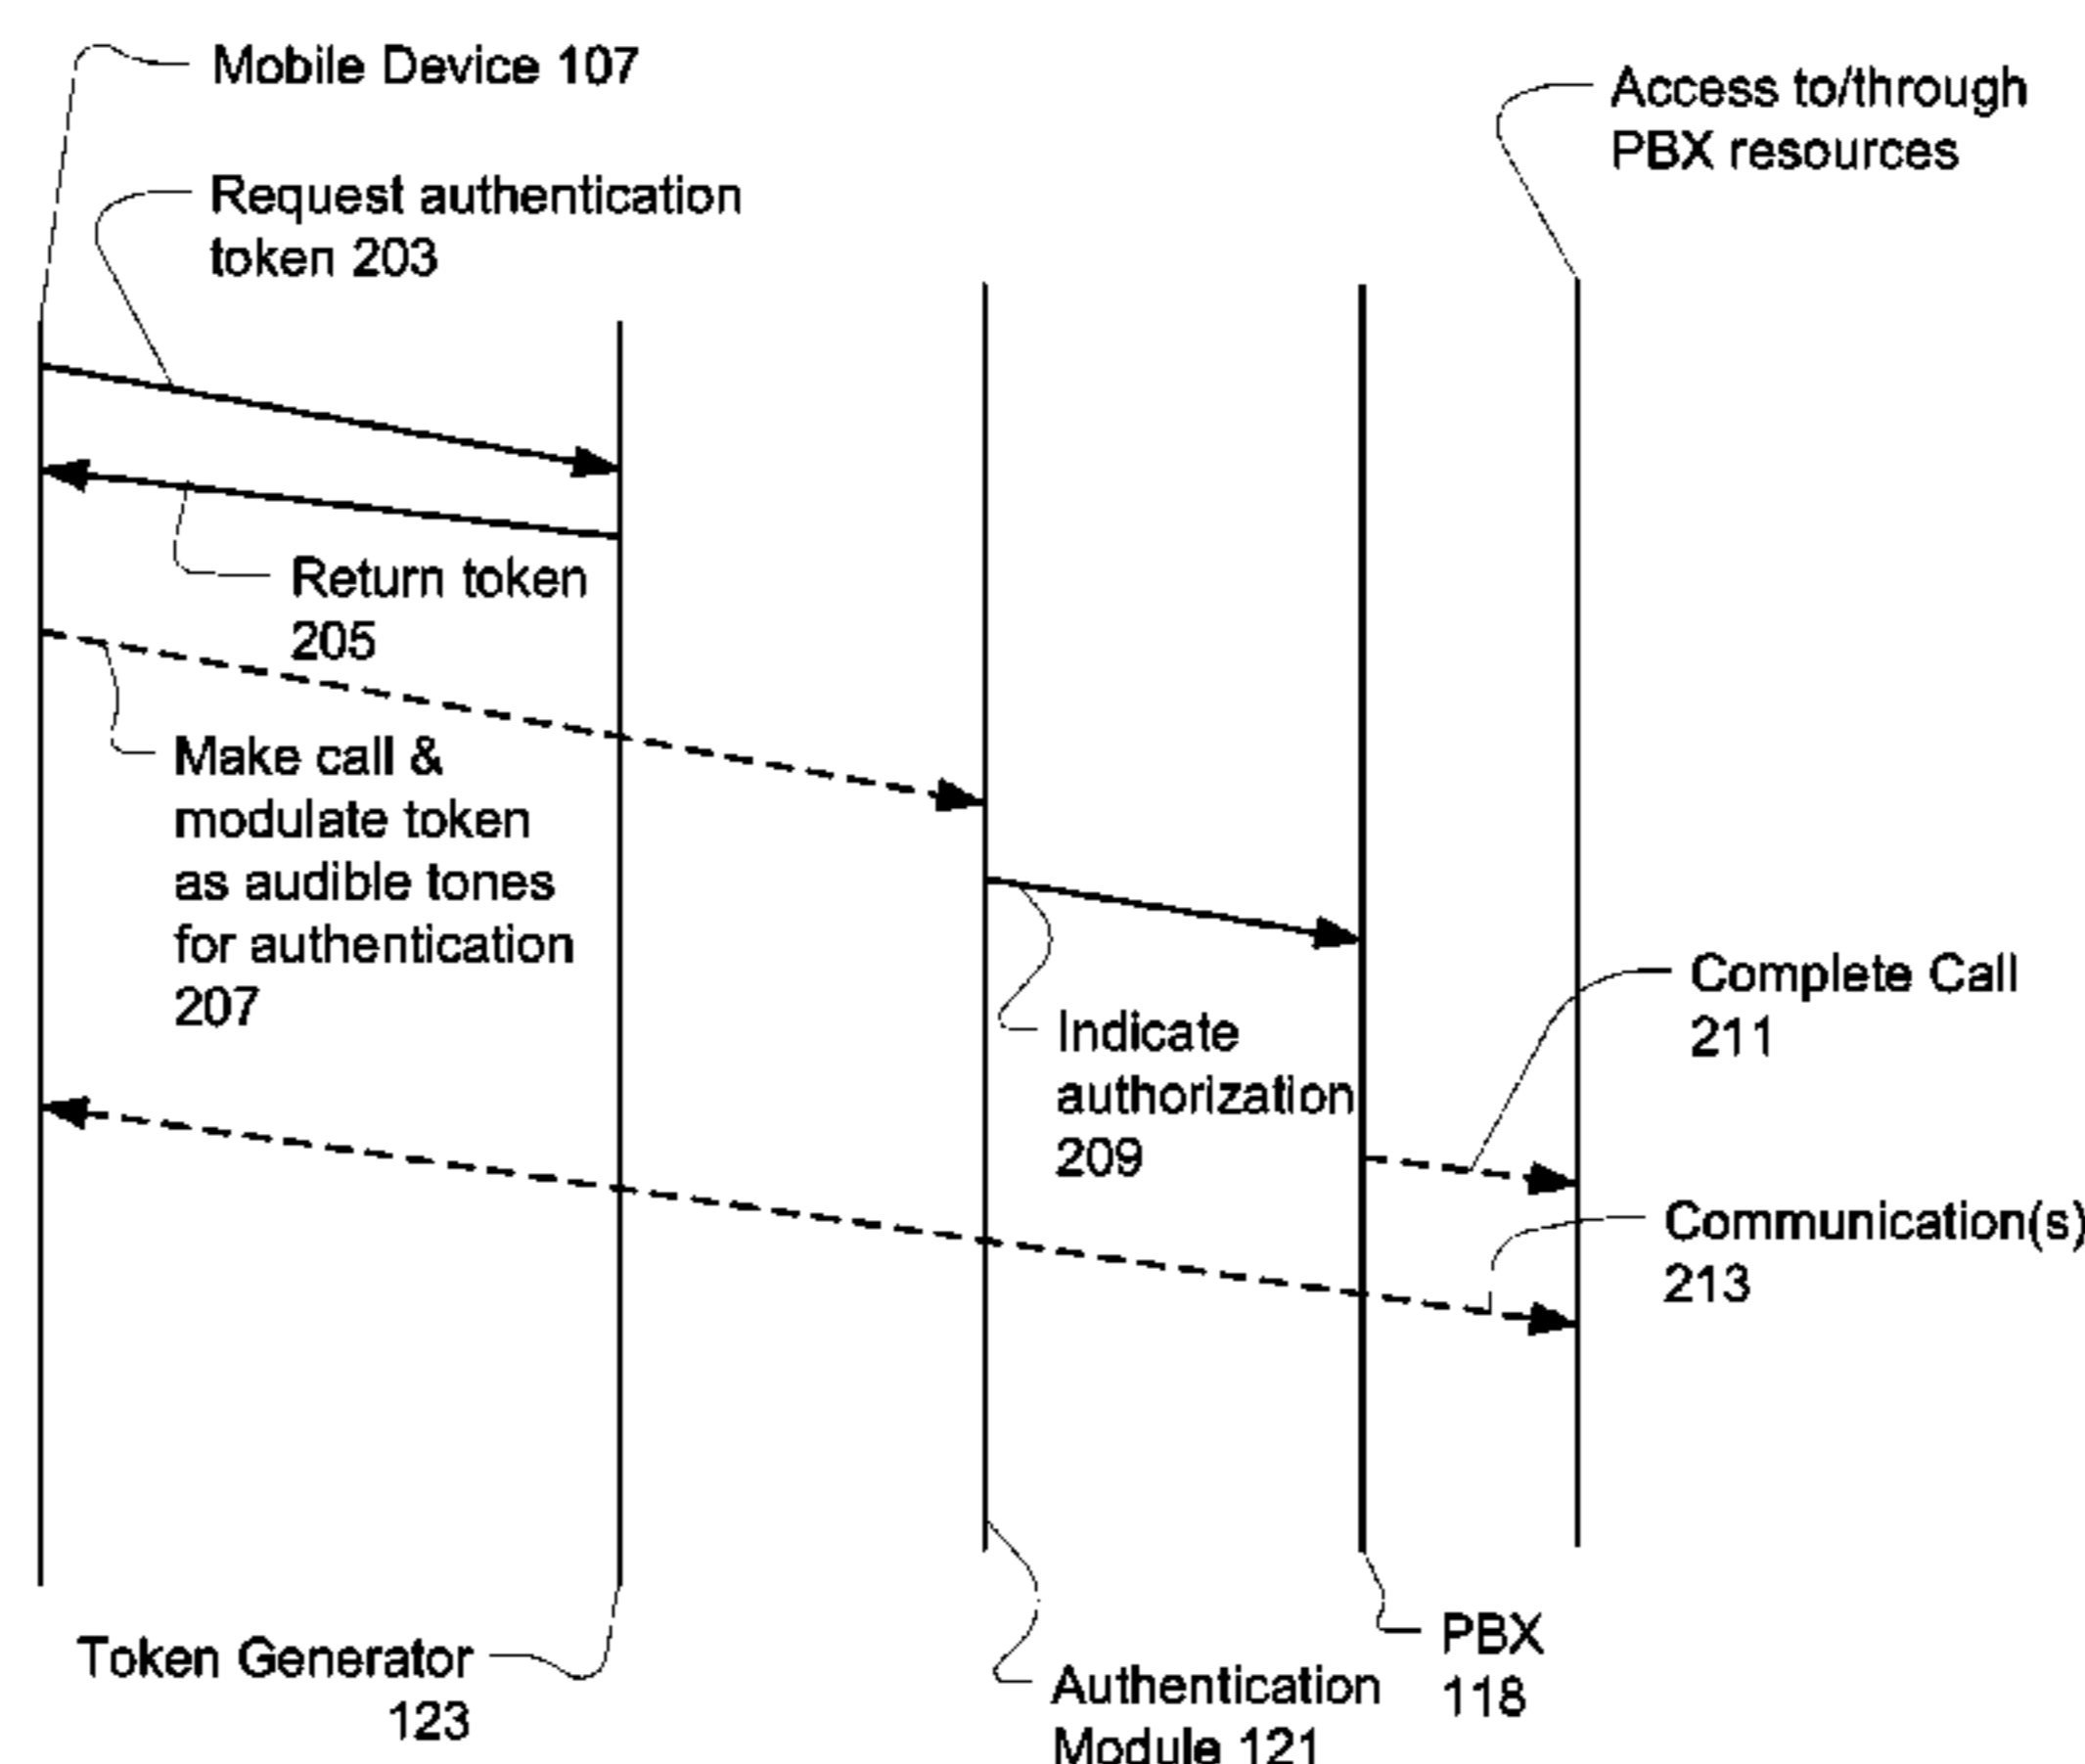 Mobile Device 107
Access to/through
PBX resources
Request authentication
token 203
Return token
205
Make call &
modulate token
as audible tones
for authentication
207
Indicate
authorization
209
Complete Call
211
Communication(s)
213
Token Generator
123
Authentication
Module 121
PBX
118